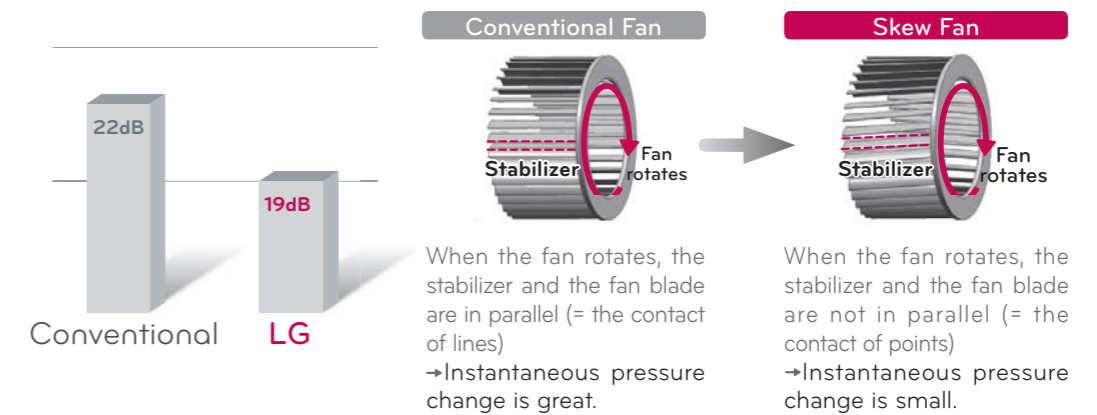 22dB
19dB
Conventional
LG
Conventional Fan
Stabilizer
Fan
rotates
When the fan rotates, the
stabilizer and the fan blade
are in parallel (= the contact
of lines)
→Instantaneous pressure
change is great.
Skew Fan
Stabilizer
Fan
rotates
When the fan rotates, the
stabilizer and the fan blade
are not in parallel (= the
contact of points)
→Instantaneous pressure
change is small.